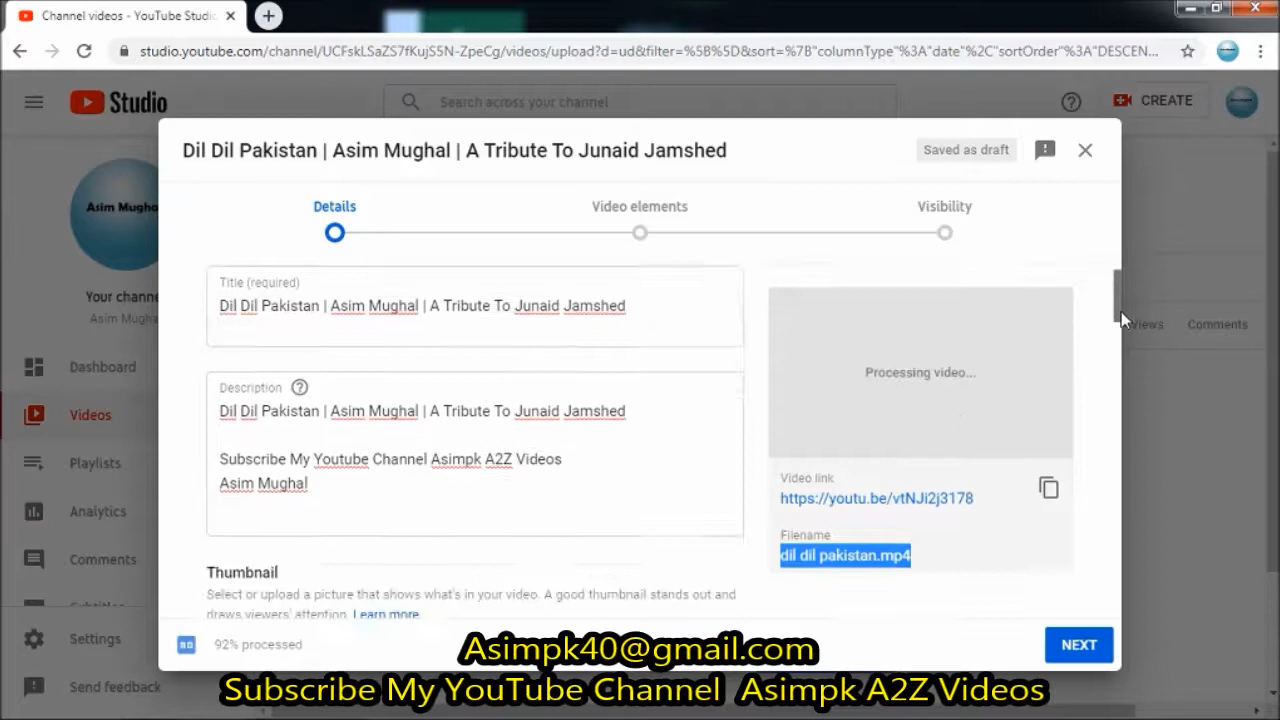 Channel videos - YouTube Studio
studio.youtube.com/channel/UCFskLSaZS7fKujS5N-ZpeCg/videos/upload?d=ud&filter=%5B%5D&sort=%7B"columnType"%3A"date"%2C"sortOrder"%3A"DESCEN...
Studio
Search across your channel
CREATE
Dil Dil Pakistan | Asim Mughal | A Tribute To Junaid Jamshed
Saved as draft
Details
Video elements
Visibility
Asim Mugha
Title (required)
Dil Dil Pakistan | Asim Mughal | A Tribute To Junaid Jamshed
Your chann
Asim Mugha
Views
Comments
Processing video...
Dashboard
Description
Dil Dil Pakistan | Asim Mughal | A Tribute To Junaid Jamshed
Videos
Subscribe My Youtube Channel Asimpk A2Z Videos
Asim Mughal
Playlists
Video link
https://youtu.be/vtNJi2j3178
Analytics
Filename
dil dil pakistan.mp4
Comments
Thumbnail
Select or upload a picture that shows what's in your video. A good thumbnail stands out and
draws viewers' attention. Learn more
Settings
92% processed
NEXT
Send feedback
Asimpk40@gmail.com
Subscribe My YouTube Channel Asimpk A2Z Videos